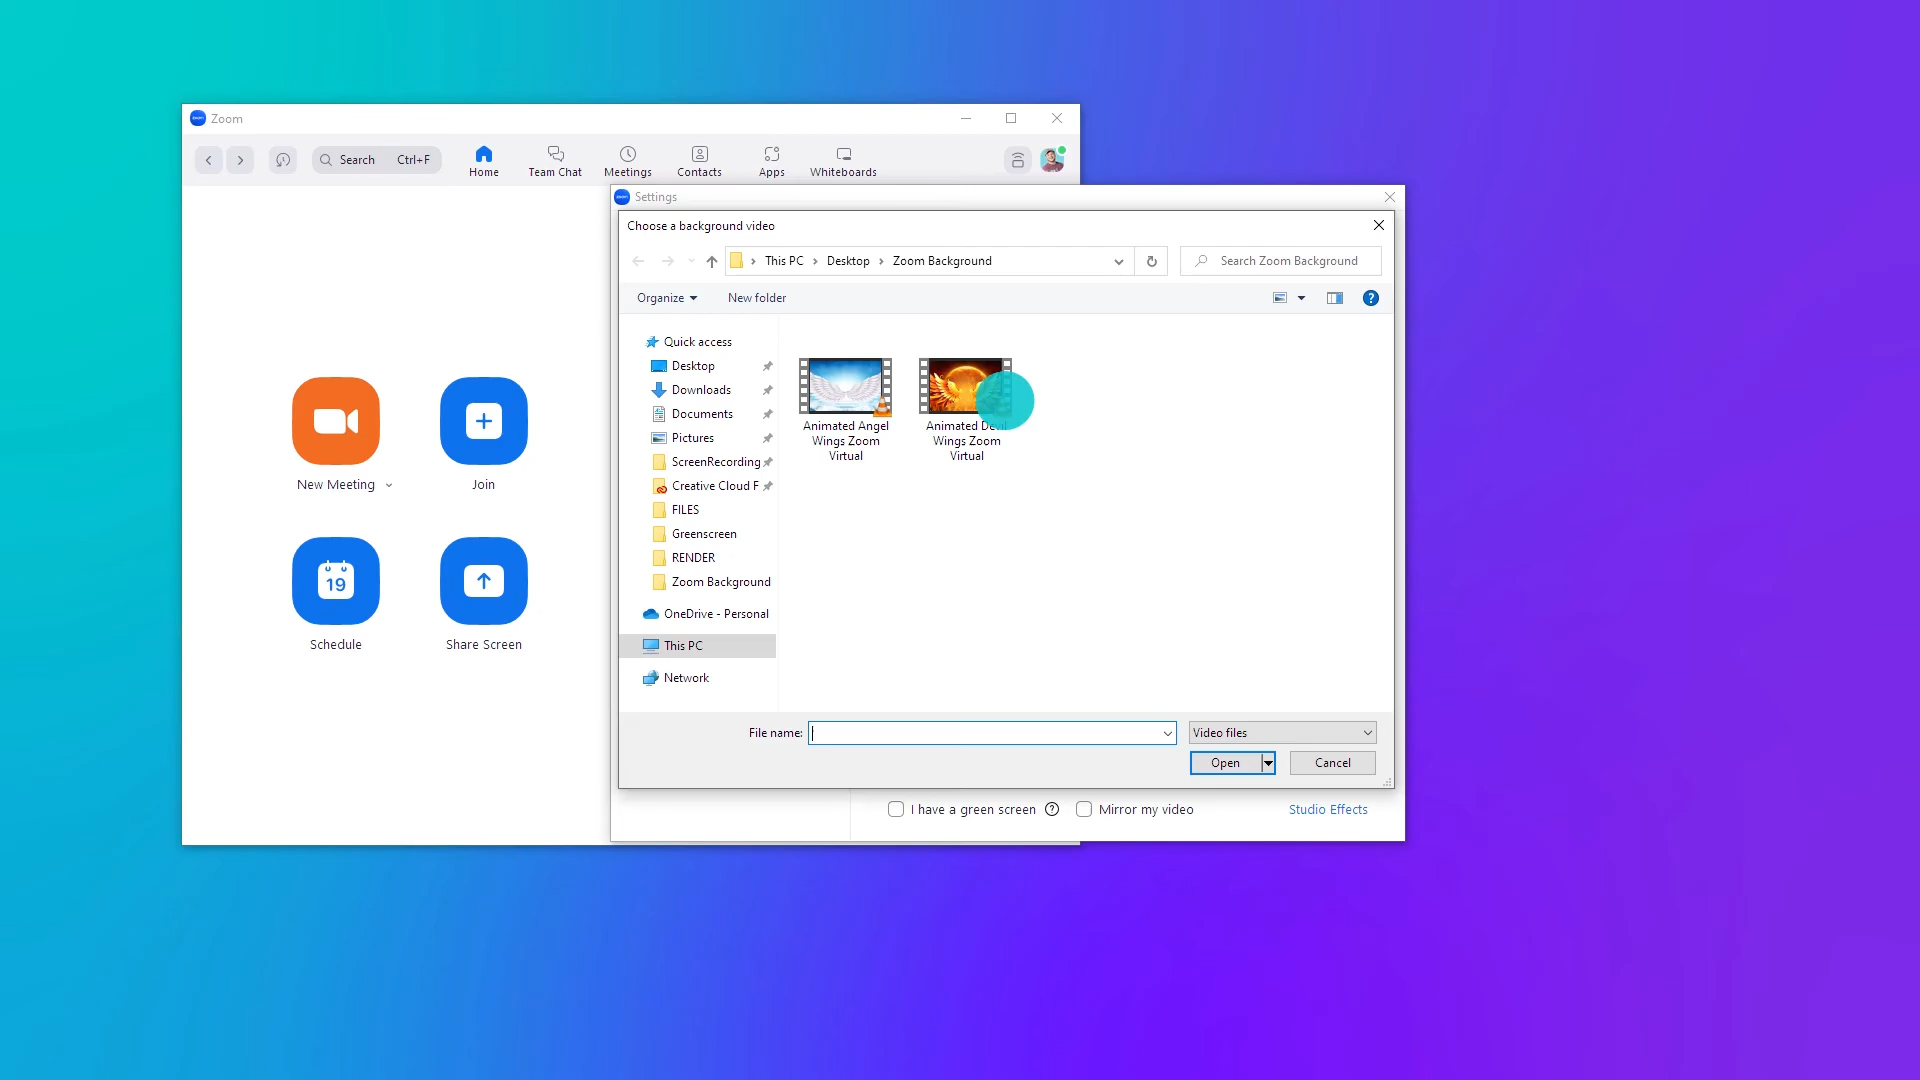 Zoom
Search Ctrl+F
Home
Team Chat
Meetings
Contacts
Apps
Whiteboards
New Meeting
Join
19
Schedule
Share Screen
Settings
Choose a background video
This PC > Desktop > Zoom Background
Search Zoom Background
Organize
New folder
?
Quick access
Desktop
Downloads
Documents
Pictures
ScreenRecording
Creative Cloud F
FILES
Greenscreen
RENDER
Zoom Background
OneDrive - Personal
This PC
Network
Animated Angel
Wings Zoom
Virtual
Animated
Wings Zoom
Virtual
File name:
Video files
Open
Cancel
I have a green screen ?
Mirror my video
Studio Effects